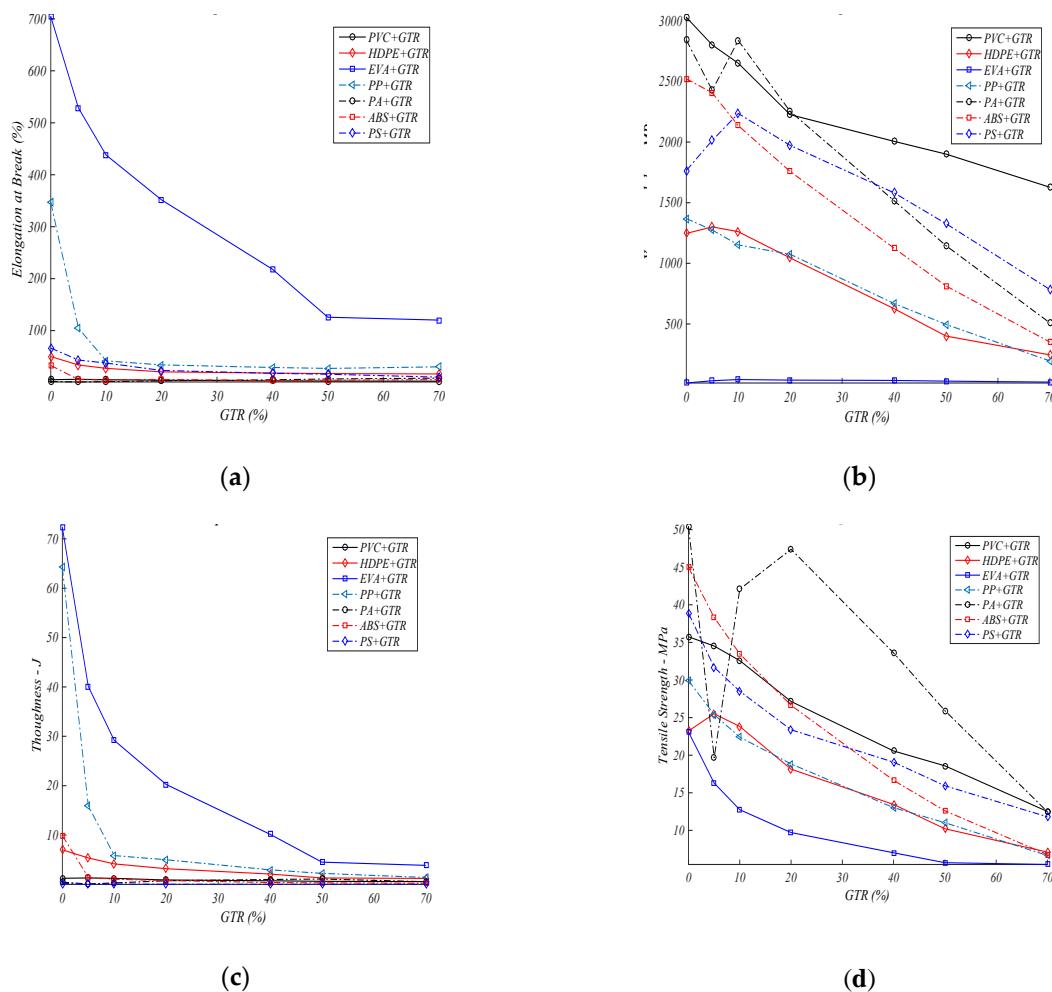 700
600
500
400
300
200
100
0 10 20 30 40 50 60 70
Elongation at Break (%)
GTR (%)
PVC+GTR
HDPE+GTR
EVA+GTR
PP+GTR
PA+GTR
ABS+GTR
PS+GTR
(a)
3000
2500
2000
1500
1000
500
0 10 20 30 40 50 60 70
GTR (%)
PVC+GTR
HDPE+GTR
EVA+GTR
PP+GTR
PA+GTR
ABS+GTR
PS+GTR
(b)
70
60
50
40
30
20
10
0 10 20 30 40 50 60 70
Thoughmess - J
GTR (%)
PVC+GTR
HDPE+GTR
EVA+GTR
PP+GTR
PA+GTR
ABS+GTR
PS+GTR
(c)
50
45
40
35
30
25
20
15
10
0 10 20 30 40 50 60 70
Tensile Strength - MPa
GTR (%)
PVC+GTR
HDPE+GTR
EVA+GTR
PP+GTR
PA+GTR
ABS+GTR
PS+GTR
(d)